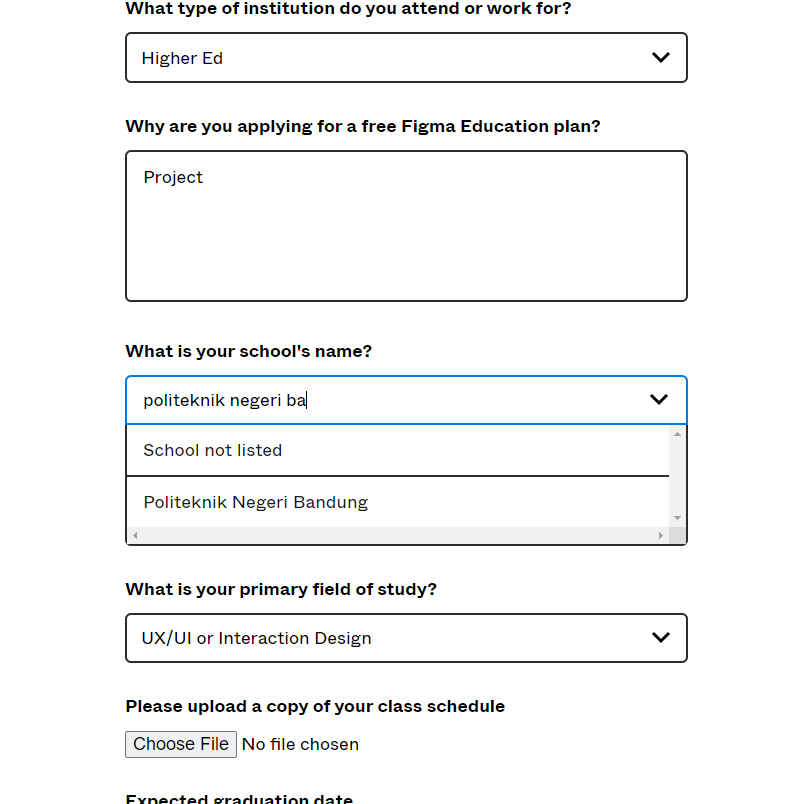 What type of institution do you attend or work for?
Higher Ed
Why are you applying for a free Figma Education plan?
Project
What is your school's name?
politeknik negeri ba
School not listed
Politeknik Negeri Bandung
What is your primary field of study?
UX/UI or Interaction Design
Please upload a copy of your class schedule
Choose File No file chosen
Expected graduation date